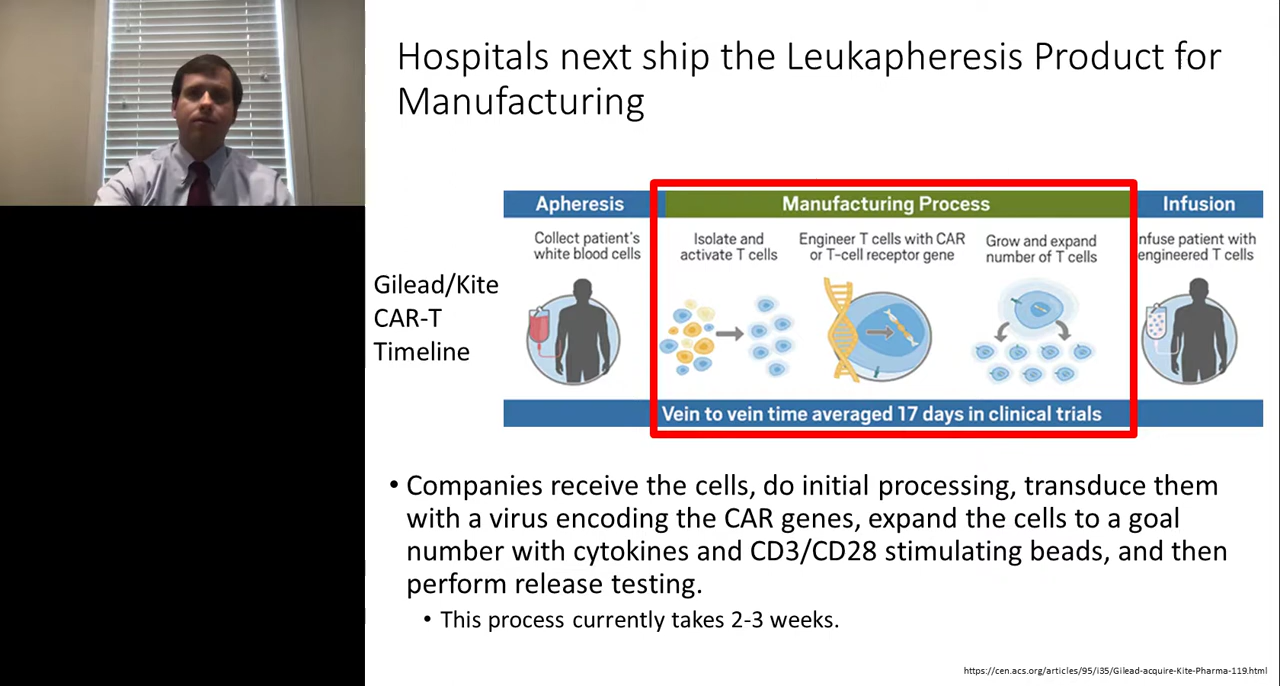 Hospitals next ship the Leukapheresis Product for
Manufacturing
Gilead/Kite
CAR-T
Timeline
Apheresis
Collect patient's
white blood cells
Manufacturing Process
Isolate and
activate T cells
Engineer T cells with CAR
or T-cell receptor gene
Grow and expand
number of T cells
Infusion
nfuse patient with
engineered T cells
Vein to vein time averaged 17 days in clinical trials
• Companies receive the cells, do initial processing, transduce them
with a virus encoding the CAR genes, expand the cells to a goal
number with cytokines and CD3/CD28 stimulating beads, and then
perform release testing.
• This process currently takes 2-3 weeks.
https://cen.acs.org/articles/95/i35/Gilead-acquire-Kite-Pharma-119.html